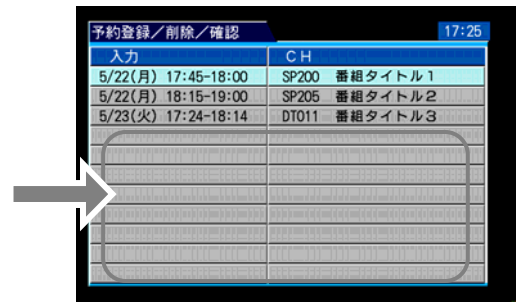 予約登録／削除／確認 17:25
入力 CH
5/22(月) 17:45-18:00 SP200 番組タイトル1
5/22(月) 18:15-19:00 SP205 番組タイトル2
5/23(火) 17:24-18:14 DT011 番組タイトル3